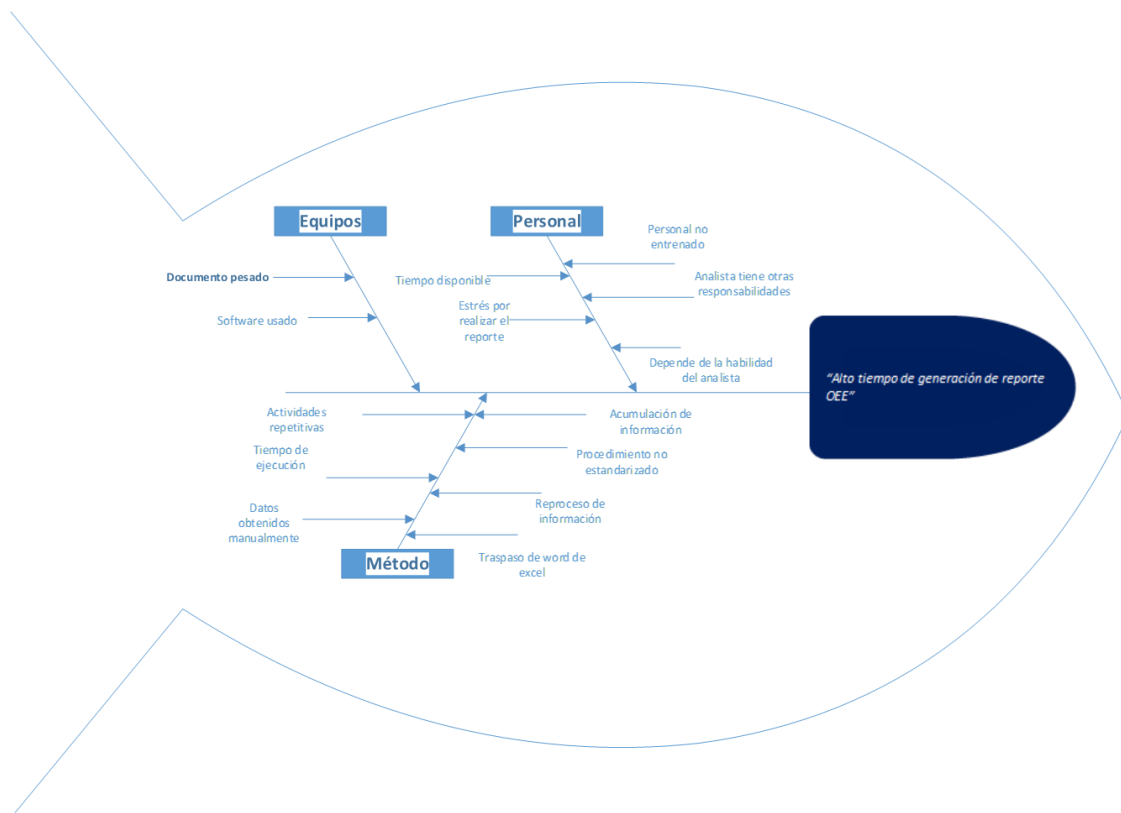 Equipos
Personal
Personal no
entrenado
Documento pesado
Tiempo disponible
Analista tiene otras
responsabilidades
Software usado
Estrés por
realizar el
reporte
Depende de la habilidad
del analista
"Alto tiempo de generación de reporte
OEE"
Actividades
repetitivas
Acumulación de
información
Tiempo de
ejecución
Procedimiento no
estandarizado
Datos
obtenidos
manualmente
Reproceso de
información
Método
Traspaso de word de
excel